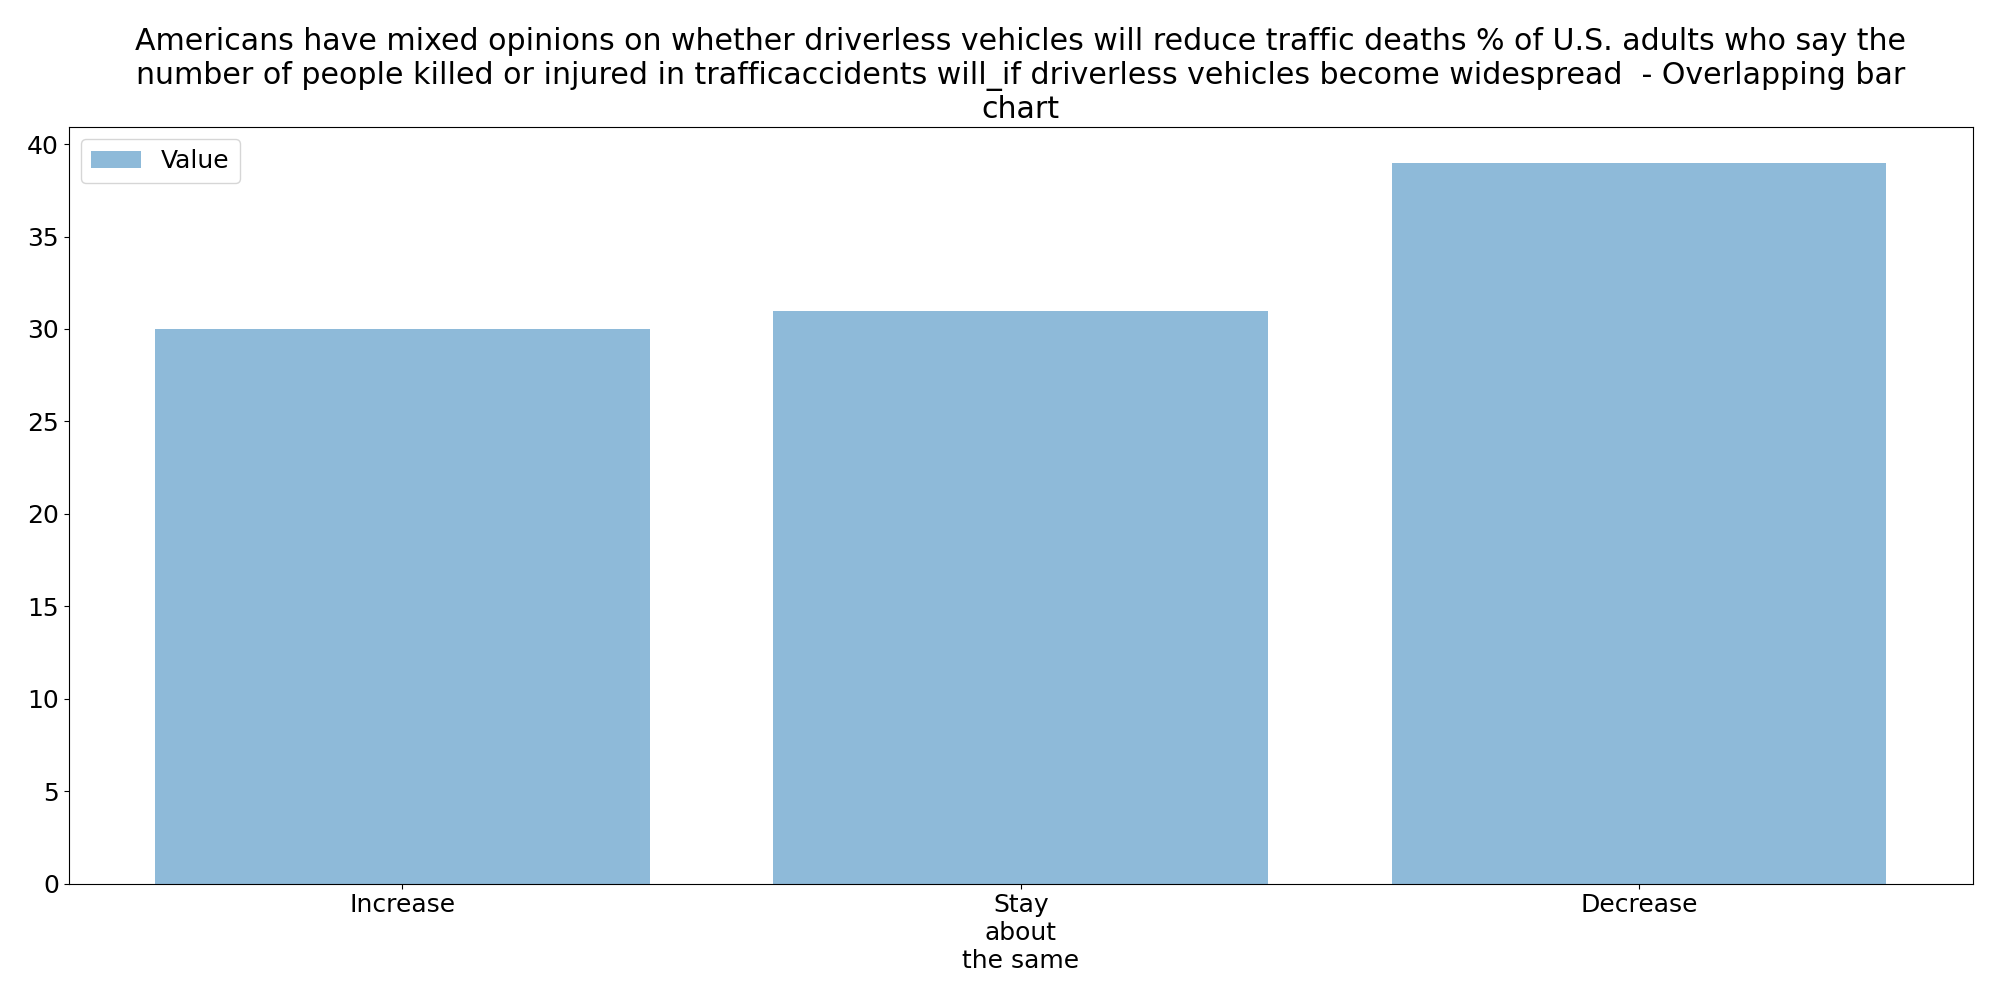 Americans have mixed opinions on whether driverless vehicles will reduce traffic deaths % of U.S. adults who say the
number of people killed or injured in trafficaccidents will_if driverless vehicles become widespread  - Overlapping bar
chart
40
Value
35
30
25
20
15
10
5
0
Increase
Stay
about
the same
Decrease